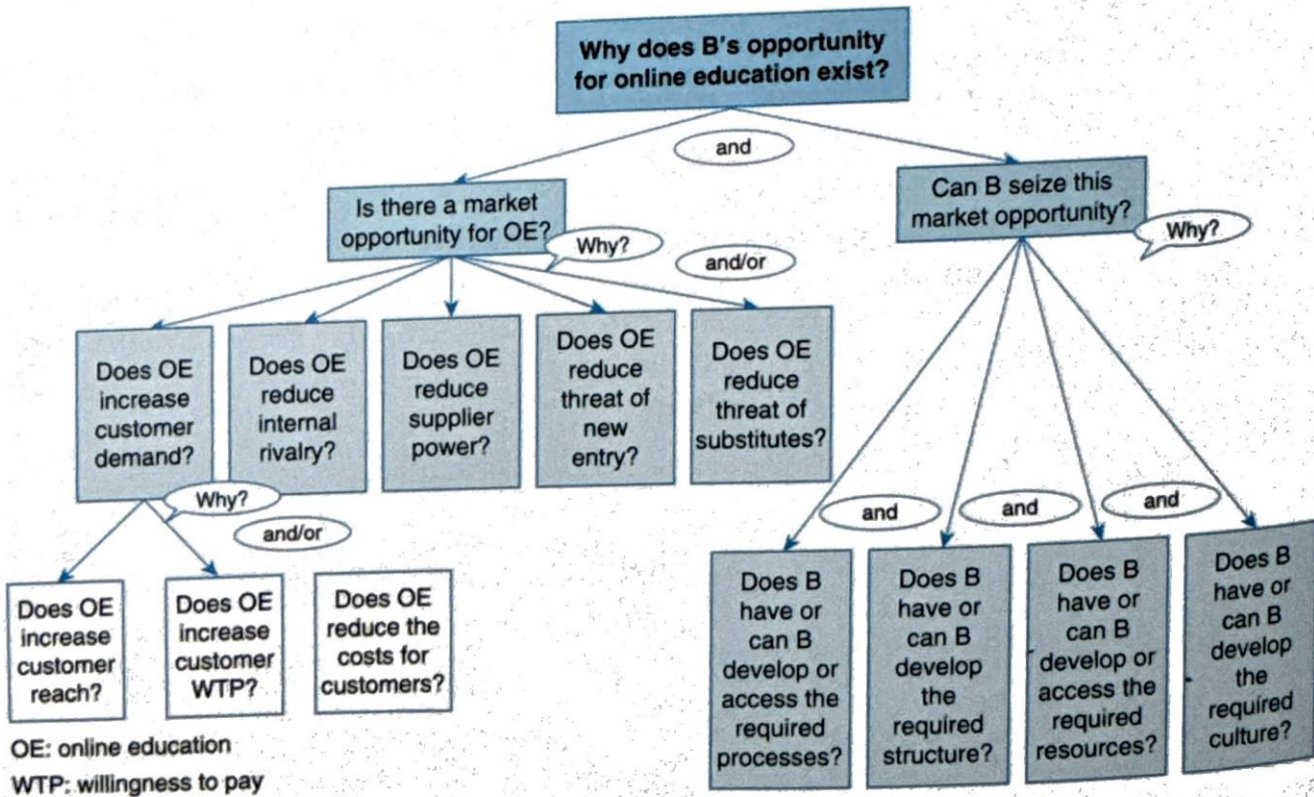 Why does B's opportunity
for online education exist?
and
Is there a market
opportunity for OE?
Why?
and/or
Can B seize this
market opportunity?
Why?
Does OE
increase
customer
demand?
Does OE
reduce
internal
rivalry?
Does OE
reduce
supplier
power?
Does OE
reduce
threat of
new
entry?
Does OE
reduce
threat of
substitutes?
Why?
and/or
and
and
and
Does OE
increase
customer
reach?
Does OE
increase
customer
WTP?
Does OE
reduce the
costs for
customers?
Does B
have or
can B
develop or
access the
required
processes?
Does B
have or
can B
develop
the
required
structure?
Does B
have or
can B
develop or
access the
required
resources?
Does B
have or
can B
develop
the
required
culture?
OE: online education
WTP: willingness to pay